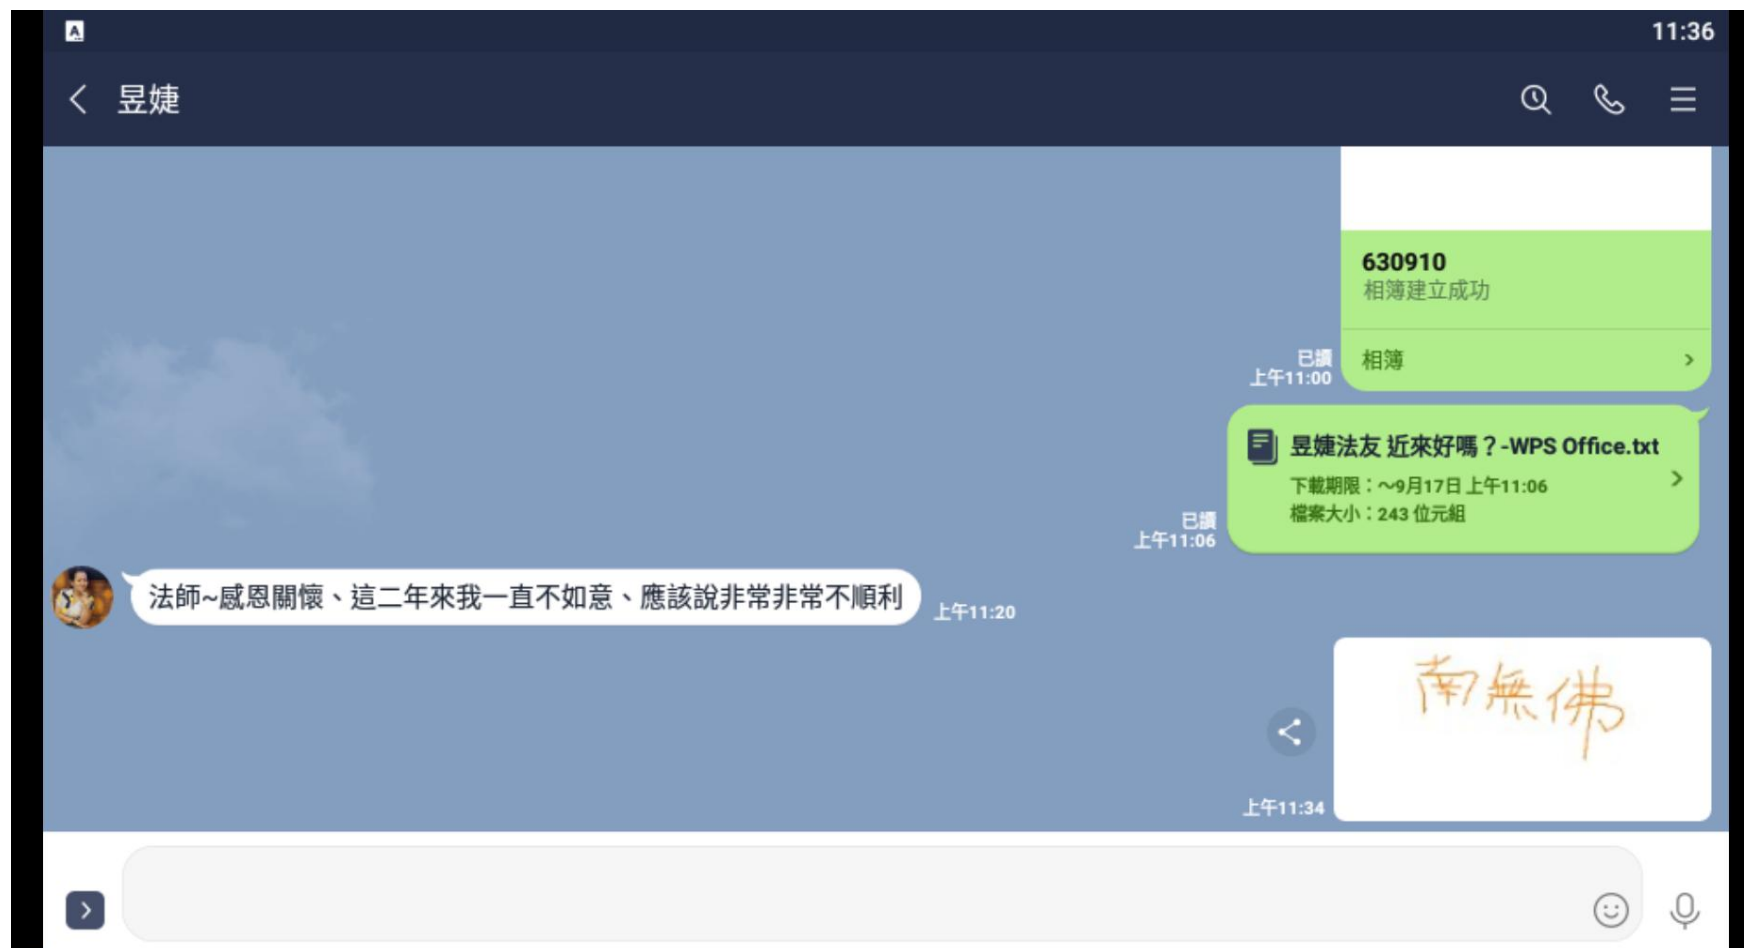 11:36
昱婕
630910
相簿建立成功
相簿
已讀
上午11:00
昱婕法友 近來好嗎？-WPS Office.txt
下載期限：～9月17日 上午11:06
檔案大小：243 位元組
已讀
上午11:06
法師~感恩關懷、這二年來我一直不如意、應該說非常非常不順利
上午11:20
南無佛
上午11:34